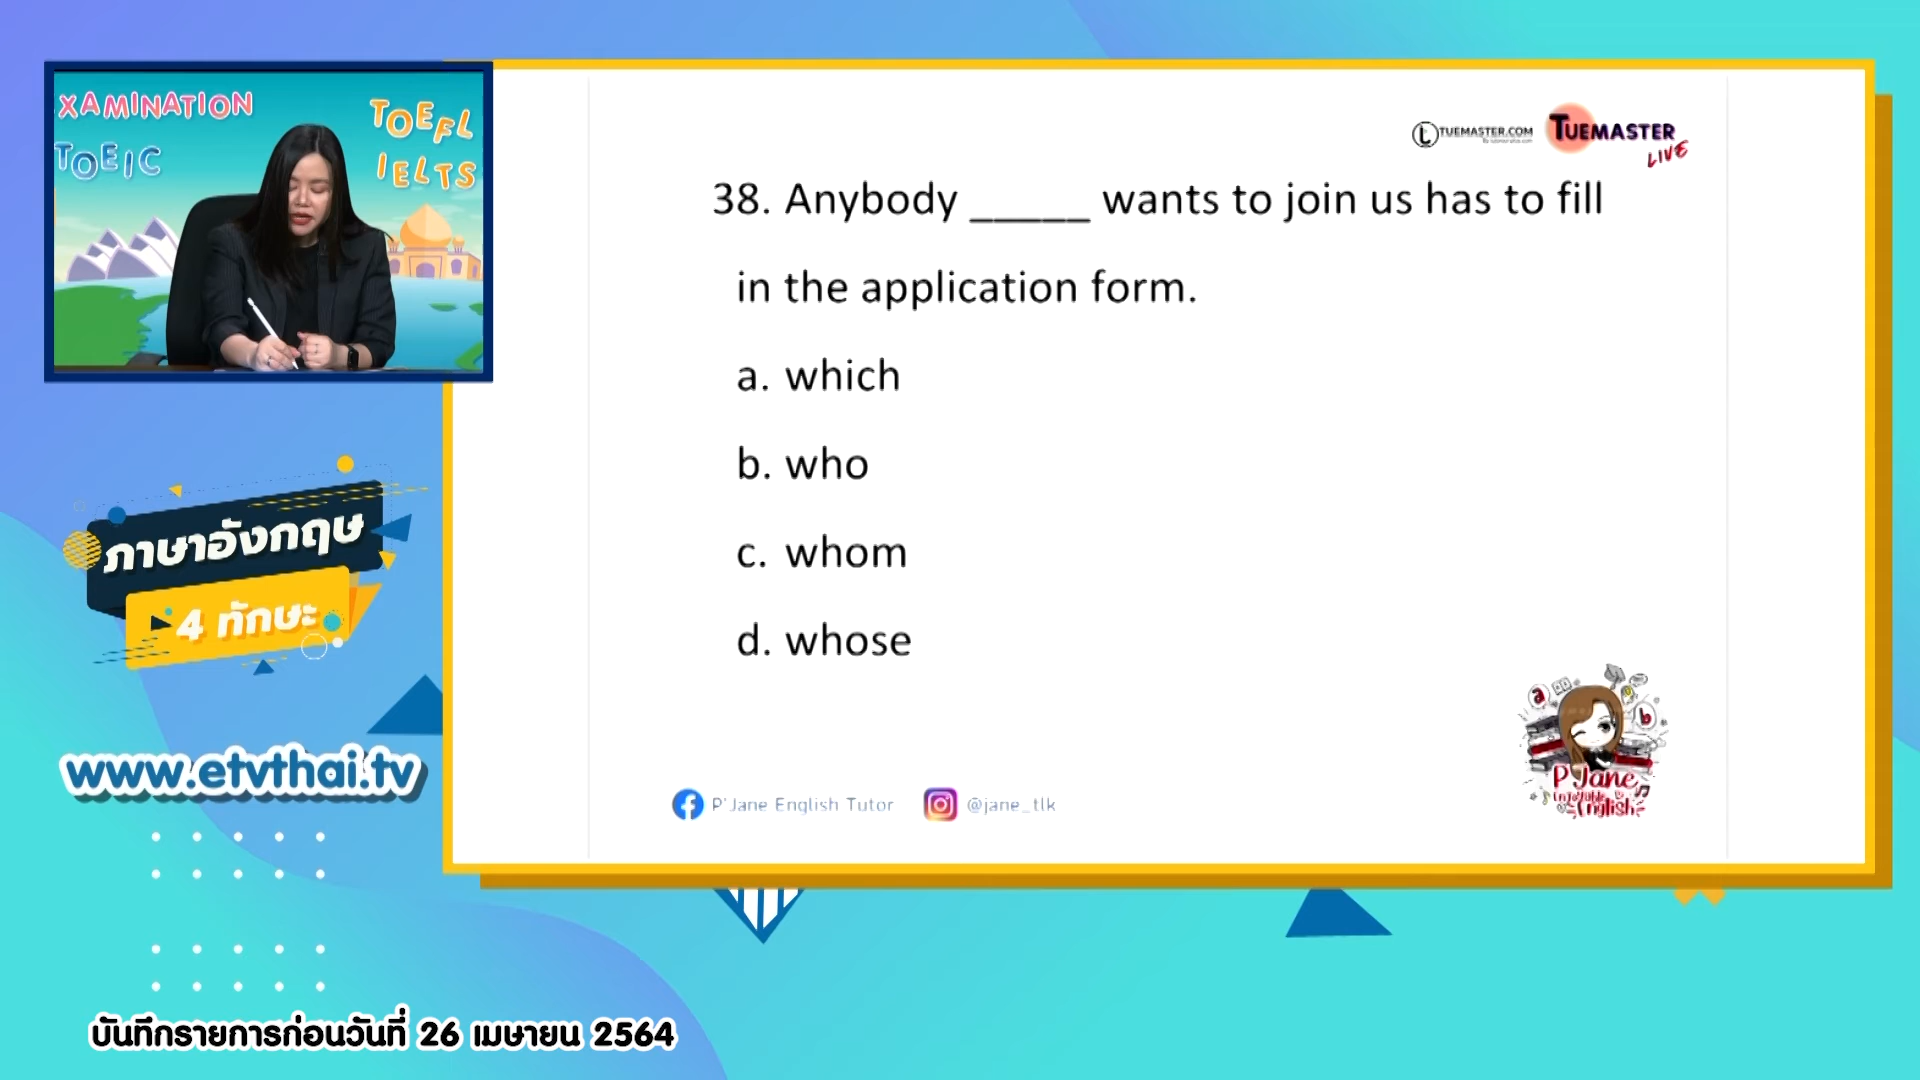 XAMINATION
TOEIC
TOEFL
IELTS
TUEMASTER.COM
TUEMASTER
LIVE
38. Anybody _____ wants to join us has to fill
in the application form.
a. which
b. who
c. whom
d. whose
ภาษาอังกฤษ
4 ทักษะ
www.etvthai.tv
P'Jane English Tutor
@jane_tlk
a
b
P'Jane
Enjoyable
English
บันทึกรายการก่อนวันที่ 26 เมษายน 2564